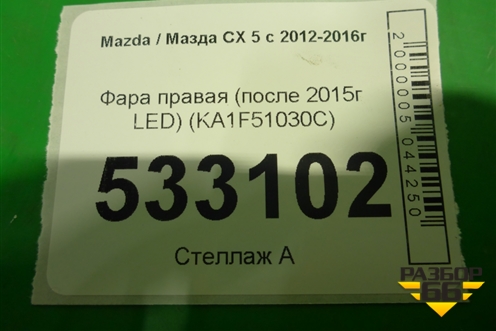 Mazda / Мазда CX 5 с 2012-2016г
Фара правая (после 2015г
LED) (KA1F51030C)
533102
Стеллаж А
2000005044250
РАЗБОР
66